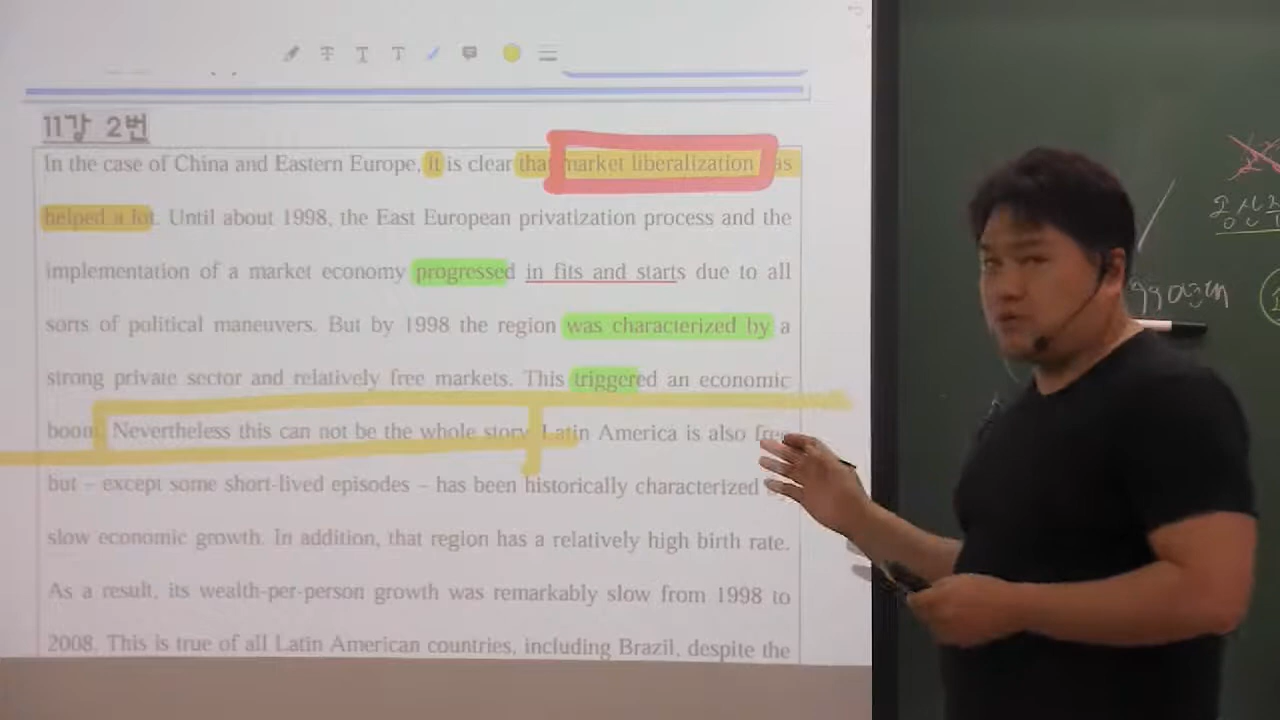 11강 2번
In the case of China and Eastern Europe, it is clear that market liberalization has
helped a lot. Until about 1998, the East European privatization process and the
implementation of a market economy progressed in fits and starts due to all
sorts of political maneuvers. But by 1998 the region was characterized by a
strong private sector and relatively free markets. This triggered an economic
boom. Nevertheless this can not be the whole story. Latin America is also free
but – except some short-lived episodes – has been historically characterized by
slow economic growth. In addition, that region has a relatively high birth rate.
As a result, its wealth-per-person growth was remarkably slow from 1998 to
2008. This is true of all Latin American countries, including Brazil, despite the